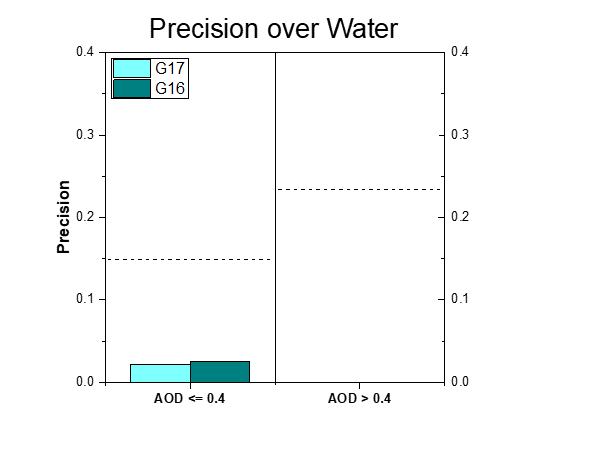 Precision over Water
0.4
0.4
G17
G16
0.3
0.3
Precision
0.2
0.2
0.1
0.1
0.0
0.0
AOD <= 0.4
AOD > 0.4